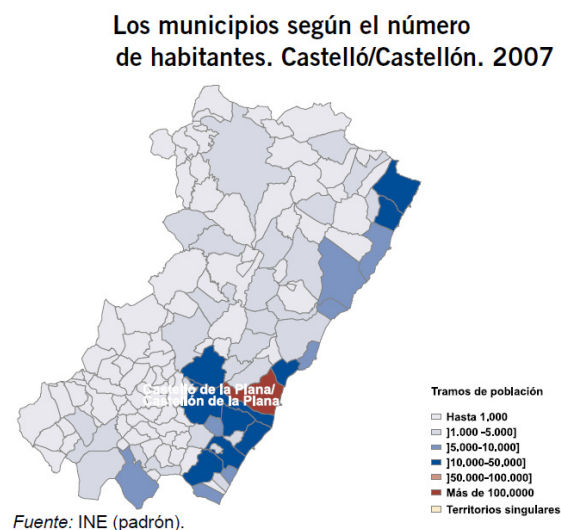 Los municipios según el número
de habitantes. Castelló/Castellón. 2007
Castelló de la Plana/
Castellón de la Plana
Tramos de población
Hasta 1,000
]1.000 –5.000]
]5.000-10,000]
]10,000–50,000]
]50.000–100.000]
Más de 100.0000
Territorios singulares
Fuente: INE (padrón).